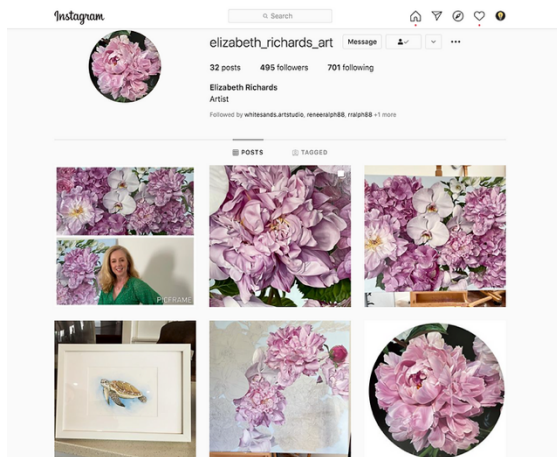 Instagram
Search
elizabeth_richards_art Message
32 posts 495 followers 701 following
Elizabeth Richards
Artist
Followed by whitesands.artstudio, reneeralph88, rralph88 +1 more
POSTS TAGGED
PICFRAME